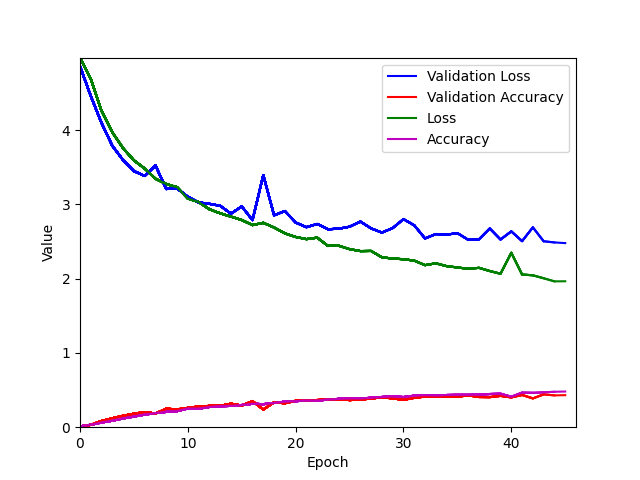 Validation Loss
Validation Accuracy
Loss
Accuracy
4
3
2
1
0
Value
0 10 20 30 40
Epoch